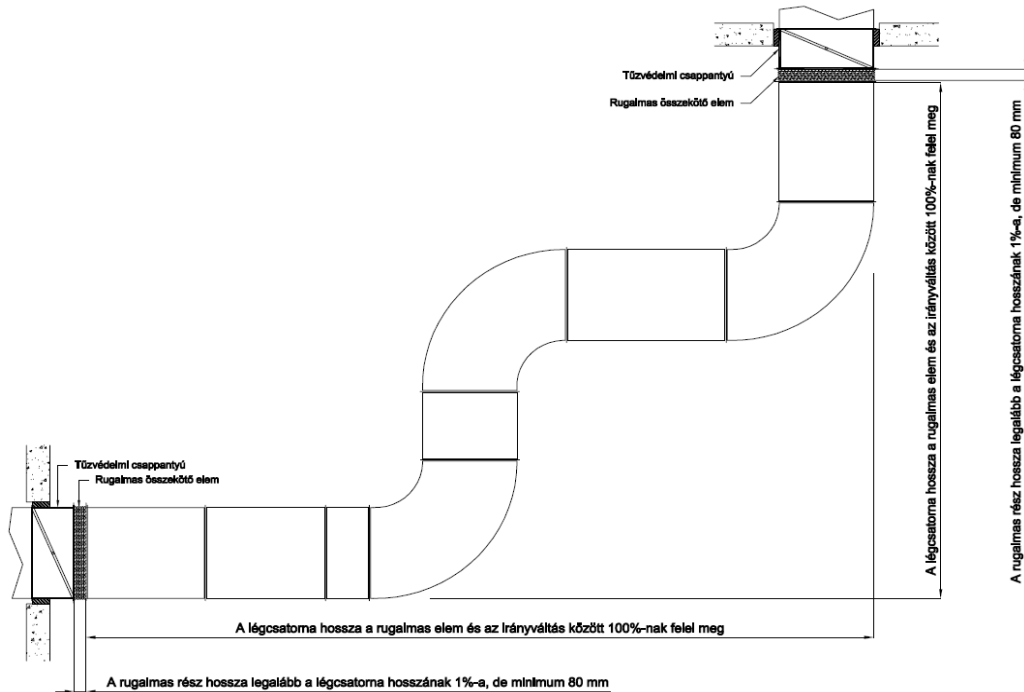 Tűzvédelmi csappantyú
Rugalmas összekötő elem
A légcsatorna hossza a rugalmas elem és az irányváltás között 100%-nak felel meg
A rugalmas rész hossza legalább a légcsatorna hosszának 1%-a, de minimum 80 mm
Tűzvédelmi csappantyú
Rugalmas összekötő elem
A légcsatorna hossza a rugalmas elem és az irányváltás között 100%-nak felel meg
A rugalmas rész hossza legalább a légcsatorna hosszának 1%-a, de minimum 80 mm